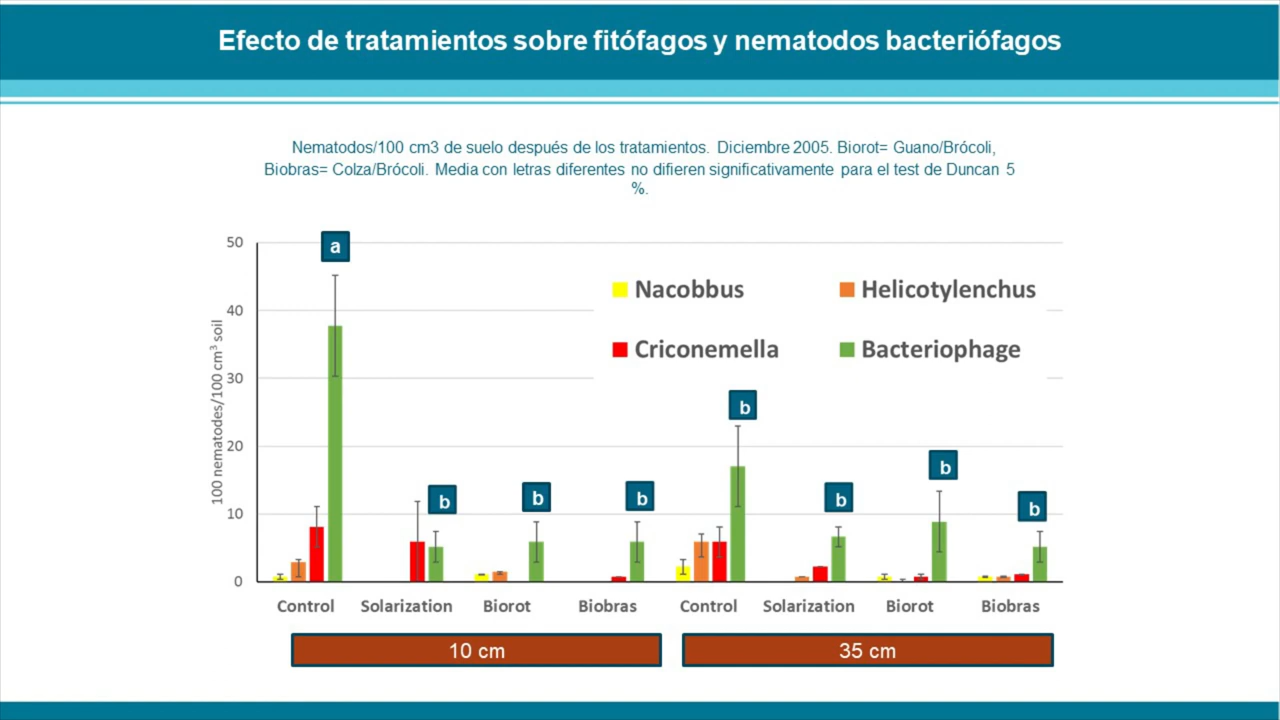 Efecto de tratamientos sobre fitófagos y nematodos bacteriófagos
Nematodos/100 cm3 de suelo después de los tratamientos. Diciembre 2005. Biorot= Guano/Brócoli,
Biobras= Colza/Brócoli. Media con letras diferentes no difieren significativamente para el test de Duncan 5
%.
100 nematodes/100 cm³ soil
50
40
30
20
10
0
a
b
b
b
b
b
b
b
Nacobbus
Helicotylenchus
Criconemella
Bacteriophage
Control
Solarization
Biorot
Biobras
Control
Solarization
Biorot
Biobras
10 cm
35 cm